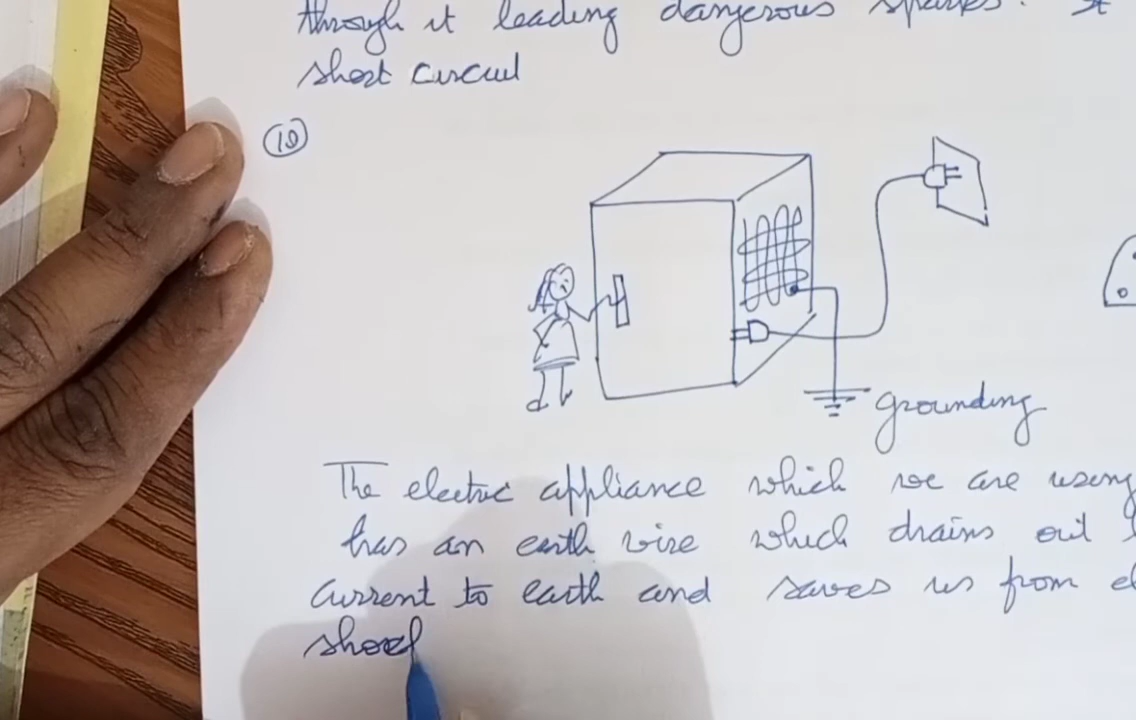 through it leading dangerous sparks. It
short circuit
10
grounding
The electric appliance which we are using
has an earth wire which drains out
current to earth and saves us from
shock